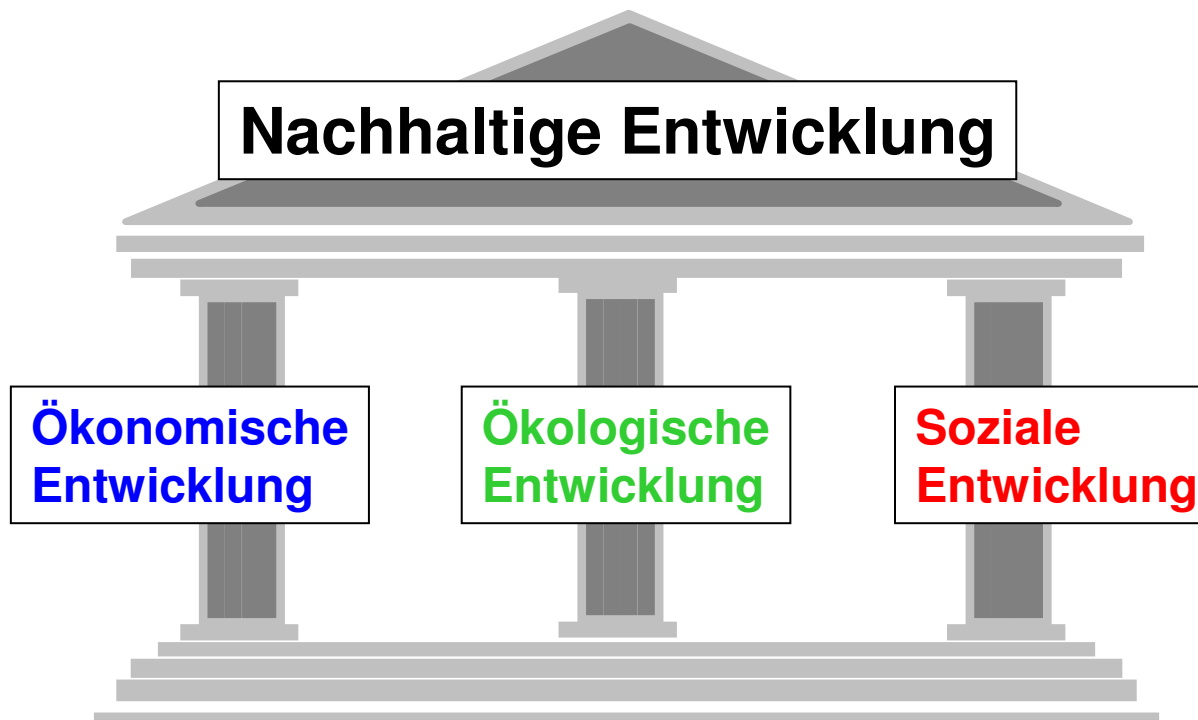 Nachhaltige Entwicklung
Ökonomische
Entwicklung
Ökologische
Entwicklung
Soziale
Entwicklung